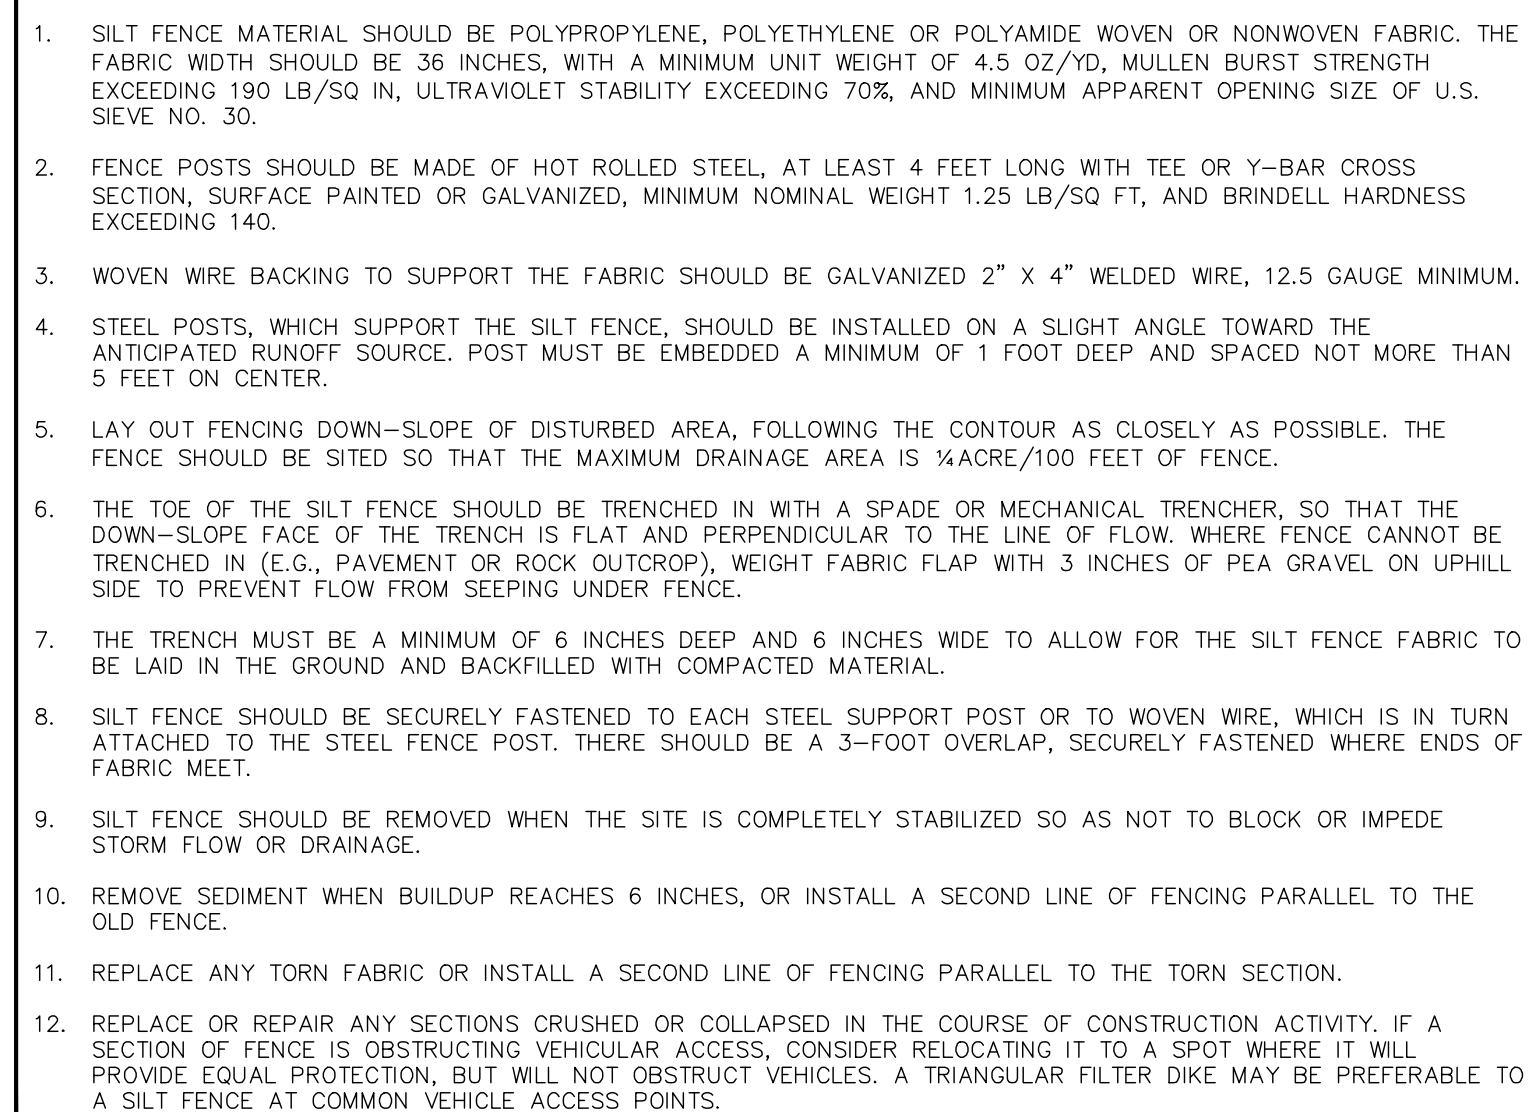 1. SILT FENCE MATERIAL SHOULD BE POLYPROPYLENE, POLYETHYLENE OR POLYAMIDE WOVEN OR NONWOVEN FABRIC. THE
FABRIC WIDTH SHOULD BE 36 INCHES, WITH A MINIMUM UNIT WEIGHT OF 4.5 OZ/YD, MULLEN BURST STRENGTH
EXCEEDING 190 LB/SQ IN, ULTRAVIOLET STABILITY EXCEEDING 70%, AND MINIMUM APPARENT OPENING SIZE OF U.S.
SIEVE NO. 30.
2. FENCE POSTS SHOULD BE MADE OF HOT ROLLED STEEL, AT LEAST 4 FEET LONG WITH TEE OR Y–BAR CROSS
SECTION, SURFACE PAINTED OR GALVANIZED, MINIMUM NOMINAL WEIGHT 1.25 LB/SQ FT, AND BRINDELL HARDNESS
EXCEEDING 140.
3. WOVEN WIRE BACKING TO SUPPORT THE FABRIC SHOULD BE GALVANIZED 2” X 4” WELDED WIRE, 12.5 GAUGE MINIMUM.
4. STEEL POSTS, WHICH SUPPORT THE SILT FENCE, SHOULD BE INSTALLED ON A SLIGHT ANGLE TOWARD THE
ANTICIPATED RUNOFF SOURCE. POST MUST BE EMBEDDED A MINIMUM OF 1 FOOT DEEP AND SPACED NOT MORE THAN
5 FEET ON CENTER.
5. LAY OUT FENCING DOWN–SLOPE OF DISTURBED AREA, FOLLOWING THE CONTOUR AS CLOSELY AS POSSIBLE. THE
FENCE SHOULD BE SITED SO THAT THE MAXIMUM DRAINAGE AREA IS ¼ACRE/100 FEET OF FENCE.
6. THE TOE OF THE SILT FENCE SHOULD BE TRENCHED IN WITH A SPADE OR MECHANICAL TRENCHER, SO THAT THE
DOWN–SLOPE FACE OF THE TRENCH IS FLAT AND PERPENDICULAR TO THE LINE OF FLOW. WHERE FENCE CANNOT BE
TRENCHED IN (E.G., PAVEMENT OR ROCK OUTCROP), WEIGHT FABRIC FLAP WITH 3 INCHES OF PEA GRAVEL ON UPHILL
SIDE TO PREVENT FLOW FROM SEEPING UNDER FENCE.
7. THE TRENCH MUST BE A MINIMUM OF 6 INCHES DEEP AND 6 INCHES WIDE TO ALLOW FOR THE SILT FENCE FABRIC TO
BE LAID IN THE GROUND AND BACKFILLED WITH COMPACTED MATERIAL.
8. SILT FENCE SHOULD BE SECURELY FASTENED TO EACH STEEL SUPPORT POST OR TO WOVEN WIRE, WHICH IS IN TURN
ATTACHED TO THE STEEL FENCE POST. THERE SHOULD BE A 3–FOOT OVERLAP, SECURELY FASTENED WHERE ENDS OF
FABRIC MEET.
9. SILT FENCE SHOULD BE REMOVED WHEN THE SITE IS COMPLETELY STABILIZED SO AS NOT TO BLOCK OR IMPEDE
STORM FLOW OR DRAINAGE.
10. REMOVE SEDIMENT WHEN BUILDUP REACHES 6 INCHES, OR INSTALL A SECOND LINE OF FENCING PARALLEL TO THE
OLD FENCE.
11. REPLACE ANY TORN FABRIC OR INSTALL A SECOND LINE OF FENCING PARALLEL TO THE TORN SECTION.
12. REPLACE OR REPAIR ANY SECTIONS CRUSHED OR COLLAPSED IN THE COURSE OF CONSTRUCTION ACTIVITY. IF A
SECTION OF FENCE IS OBSTRUCTING VEHICULAR ACCESS, CONSIDER RELOCATING IT TO A SPOT WHERE IT WILL
PROVIDE EQUAL PROTECTION, BUT WILL NOT OBSTRUCT VEHICLES. A TRIANGULAR FILTER DIKE MAY BE PREFERABLE TO
A SILT FENCE AT COMMON VEHICLE ACCESS POINTS.